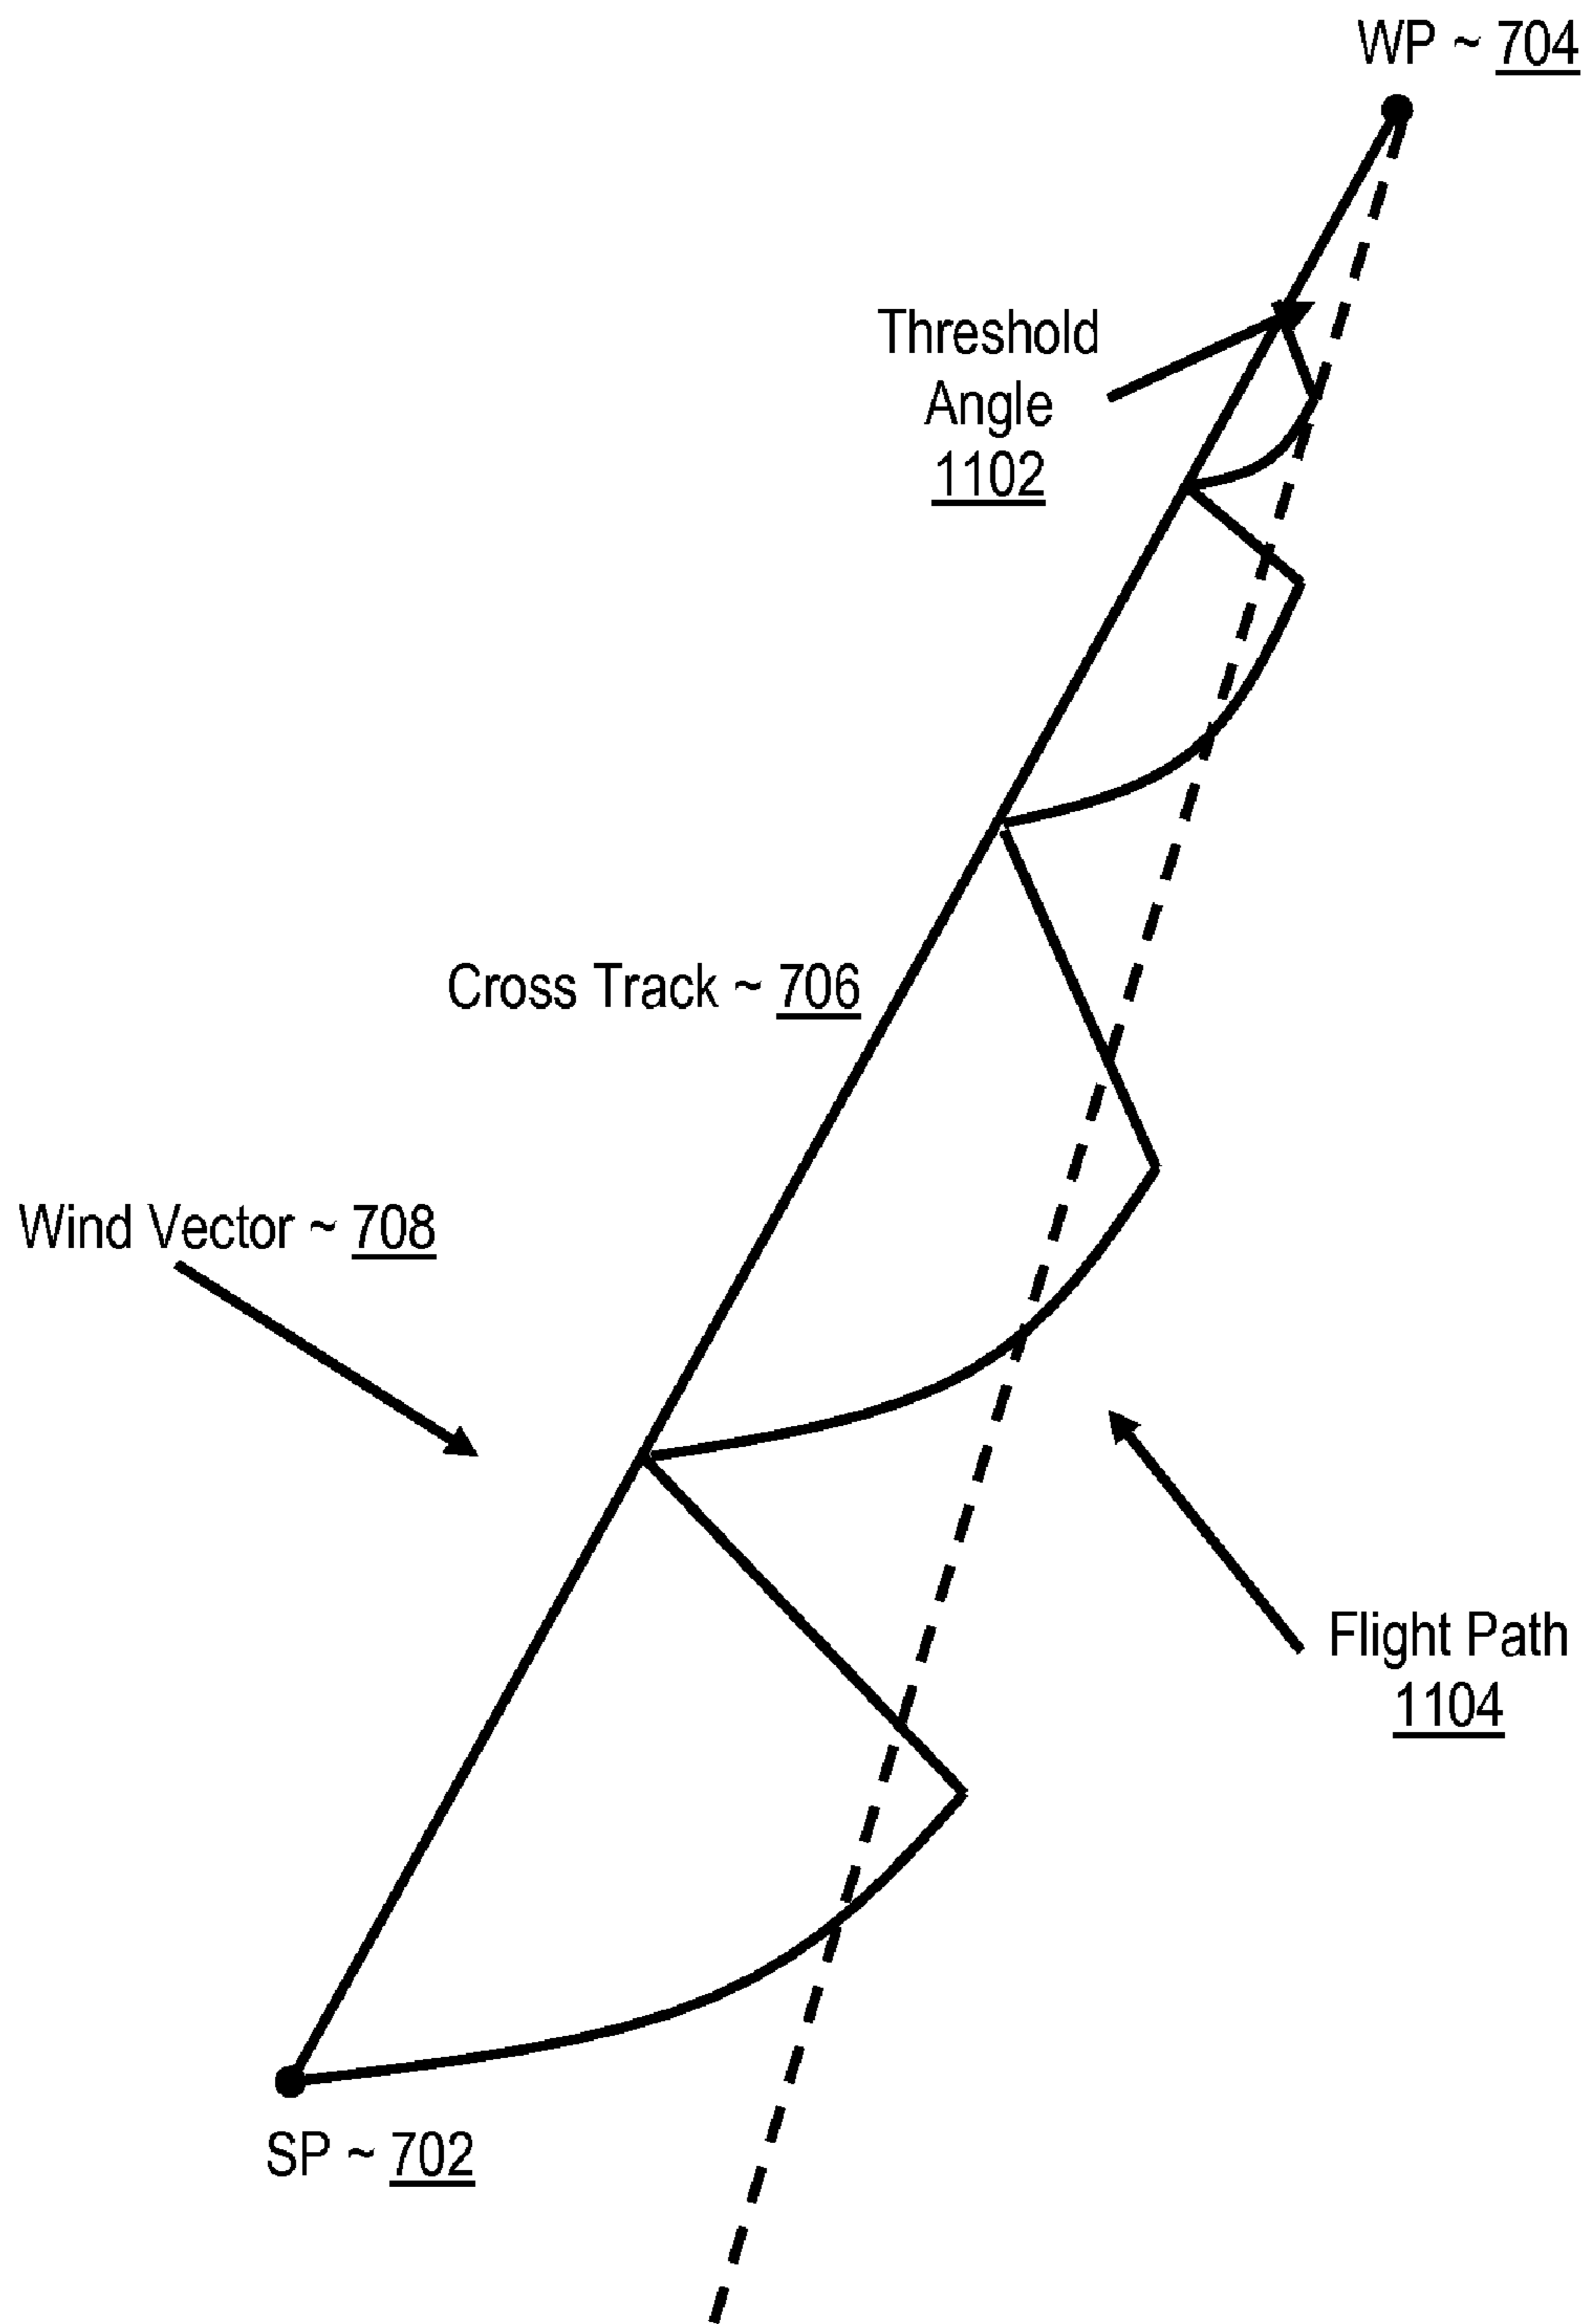 WP ~ 704
Threshold
Angle
1102
Cross Track ~ 706
Wind Vector ~ 708
Flight Path
1104
SP ~ 702